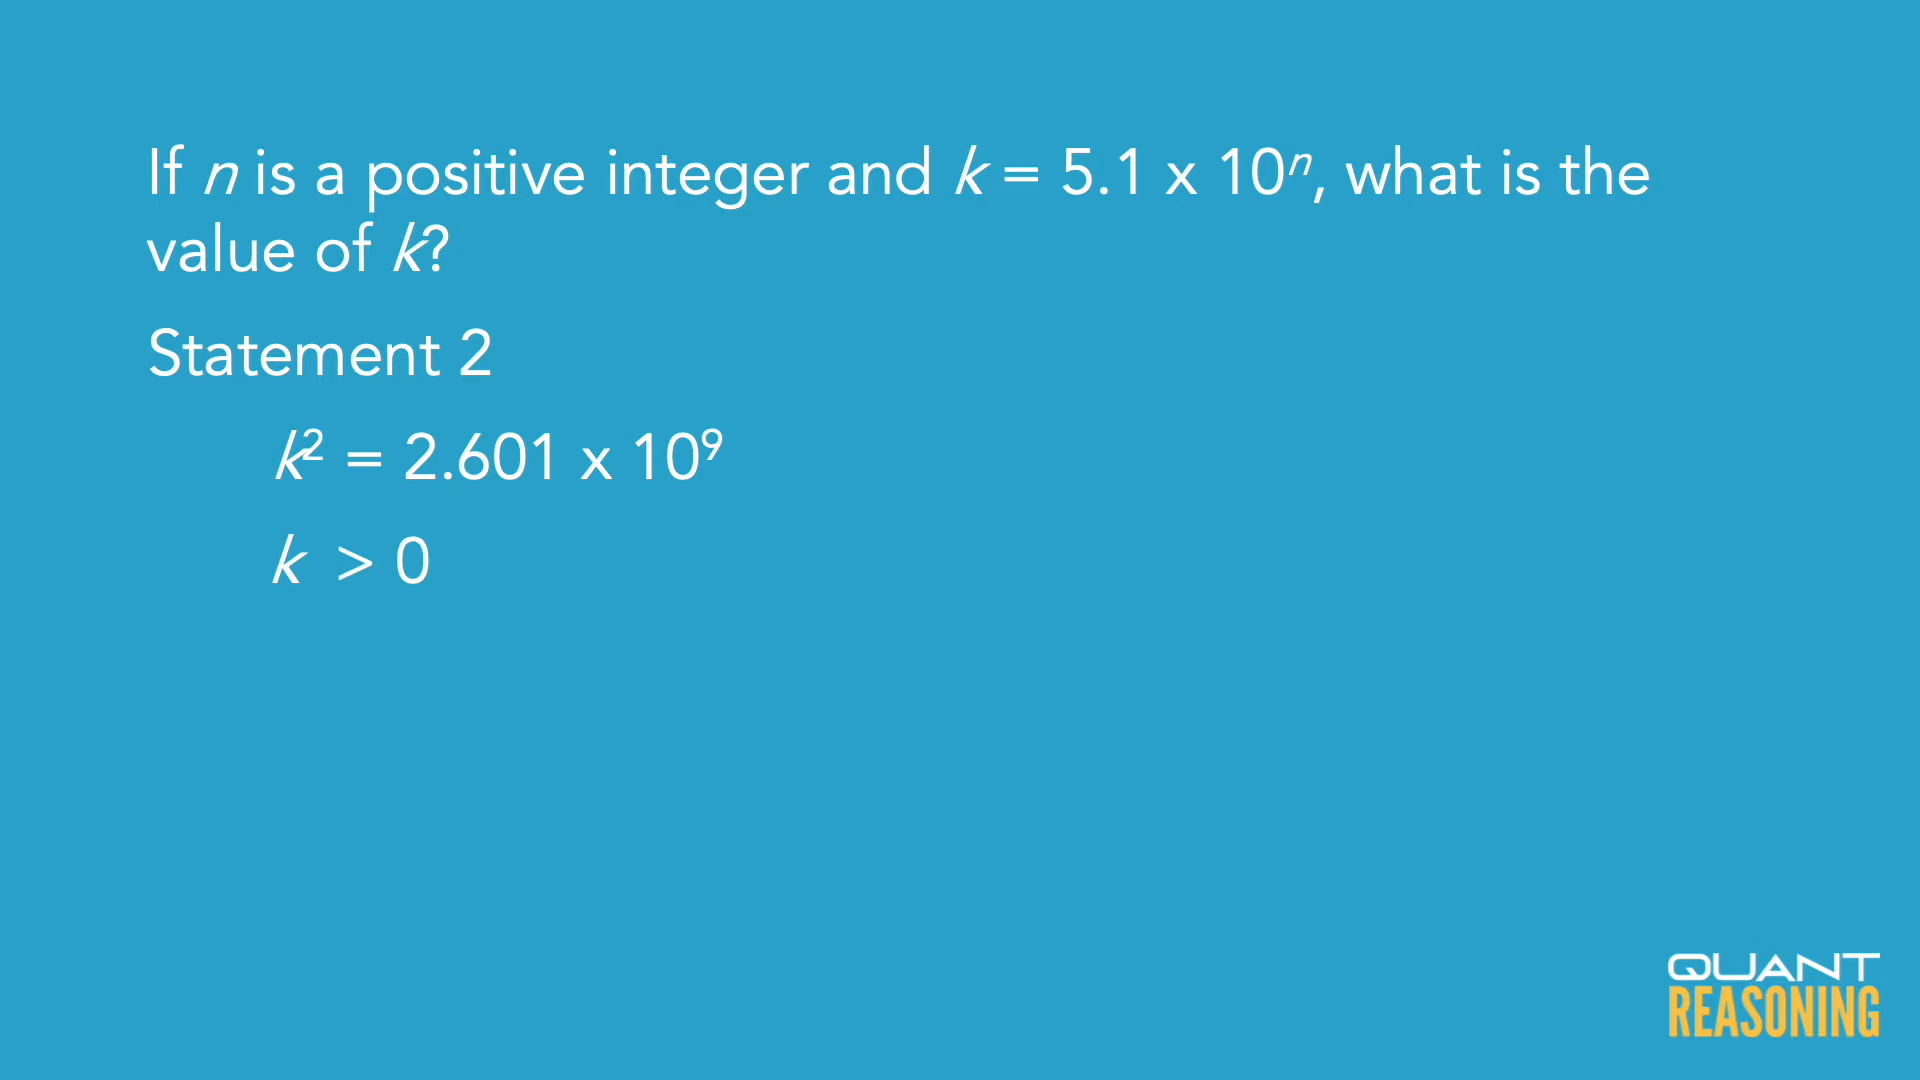 If n is a positive integer and k = 5.1 x 10ⁿ, what is the
value of k?
Statement 2
k² = 2.601 x 10⁹
k > 0
QUANT
REASONING